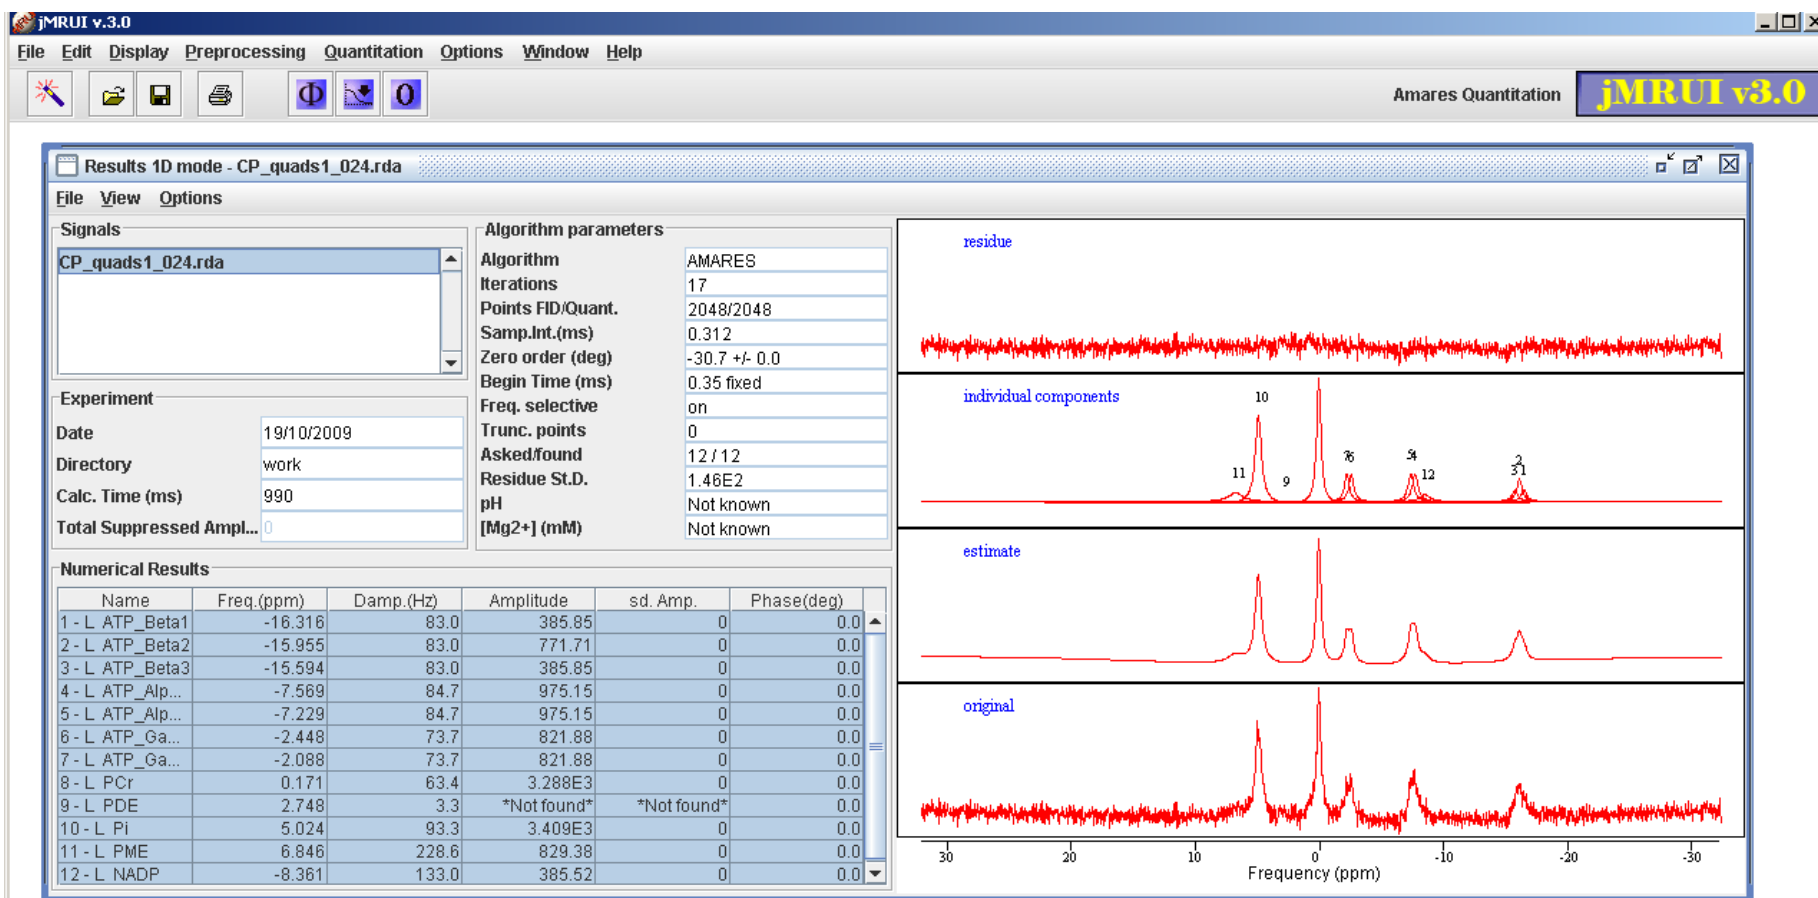 jMRUI v.3.0
File Edit Display Preprocessing Quantitation Options Window Help
Φ 0 Amares Quantitation jMRUI v3.0
Results 1D mode - CP_quads1_024.rda
File View Options
Signals
CP_quads1_024.rda
Experiment
Date 19/10/2009
Directory work
Calc. Time (ms) 990
Total Suppressed Ampl... 0
Algorithm parameters
Algorithm AMARES
Iterations 17
Points FID/Quant. 2048/2048
Samp.Int.(ms) 0.312
Zero order (deg) -30.7 +/- 0.0
Begin Time (ms) 0.35 fixed
Freq. selective on
Trunc. points 0
Asked/found 12 / 12
Residue St.D. 1.46E2
pH Not known
[Mg2+] (mM) Not known
Numerical Results
Name Freq.(ppm) Damp.(Hz) Amplitude sd. Amp. Phase(deg)
1 - L ATP_Beta1 -16.316 83.0 385.85 0 0.0
2 - L ATP_Beta2 -15.955 83.0 771.71 0 0.0
3 - L ATP_Beta3 -15.594 83.0 385.85 0 0.0
4 - L ATP_Alp... -7.569 84.7 975.15 0 0.0
5 - L ATP_Alp... -7.229 84.7 975.15 0 0.0
6 - L ATP_Ga... -2.448 73.7 821.88 0 0.0
7 - L ATP_Ga... -2.088 73.7 821.88 0 0.0
8 - L PCr 0.171 63.4 3.288E3 0 0.0
9 - L PDE 2.748 3.3 *Not found* *Not found* 0.0
10 - L Pi 5.024 93.3 3.409E3 0 0.0
11 - L PME 6.846 228.6 829.38 0 0.0
12 - L NADP -8.361 133.0 385.52 0 0.0
residue
individual components
10
11 9 76 54 12 2
31
estimate
original
30 20 10 0 -10 -20 -30
Frequency (ppm)